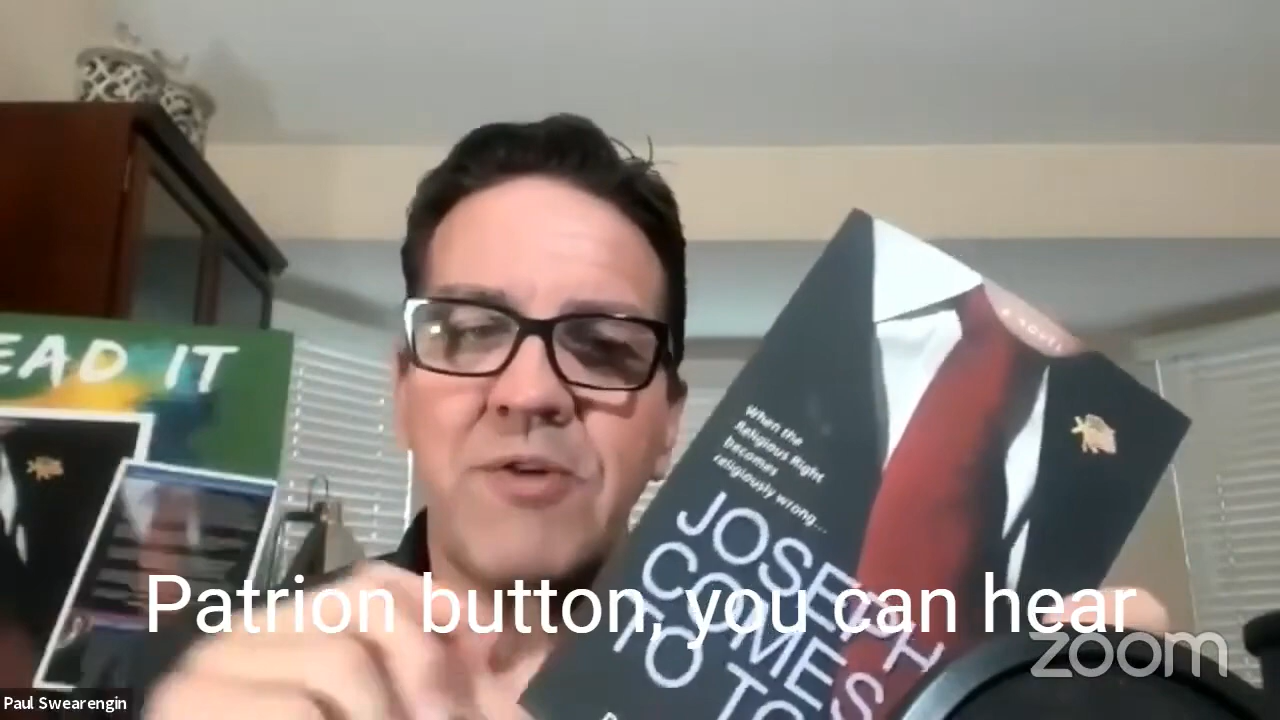 EAD IT
A NOVEL
When the
Religious Right
becomes
religiously wrong...
JOSEPH
COMES
TO TO
Patrion button, you can hear
zoom
Paul Swearengin